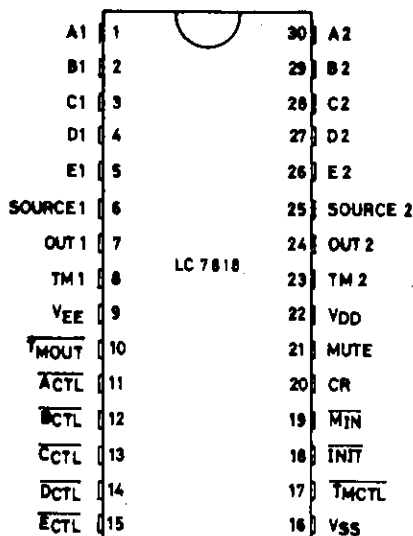 A1 1 30 A2
B1 2 29 B2
C1 3 28 C2
D1 4 27 D2
E1 5 26 E2
SOURCE 1 6 25 SOURCE 2
OUT 1 7 24 OUT 2
LC 7818
TM 1 8 23 TM 2
VEE 9 22 VDD
TMOUT 10 21 MUTE
ACTL 11 20 CR
BCTL 12 19 MIN
CCTL 13 18 INIT
DCTL 14 17 TMCTL
ECTL 15 16 VSS